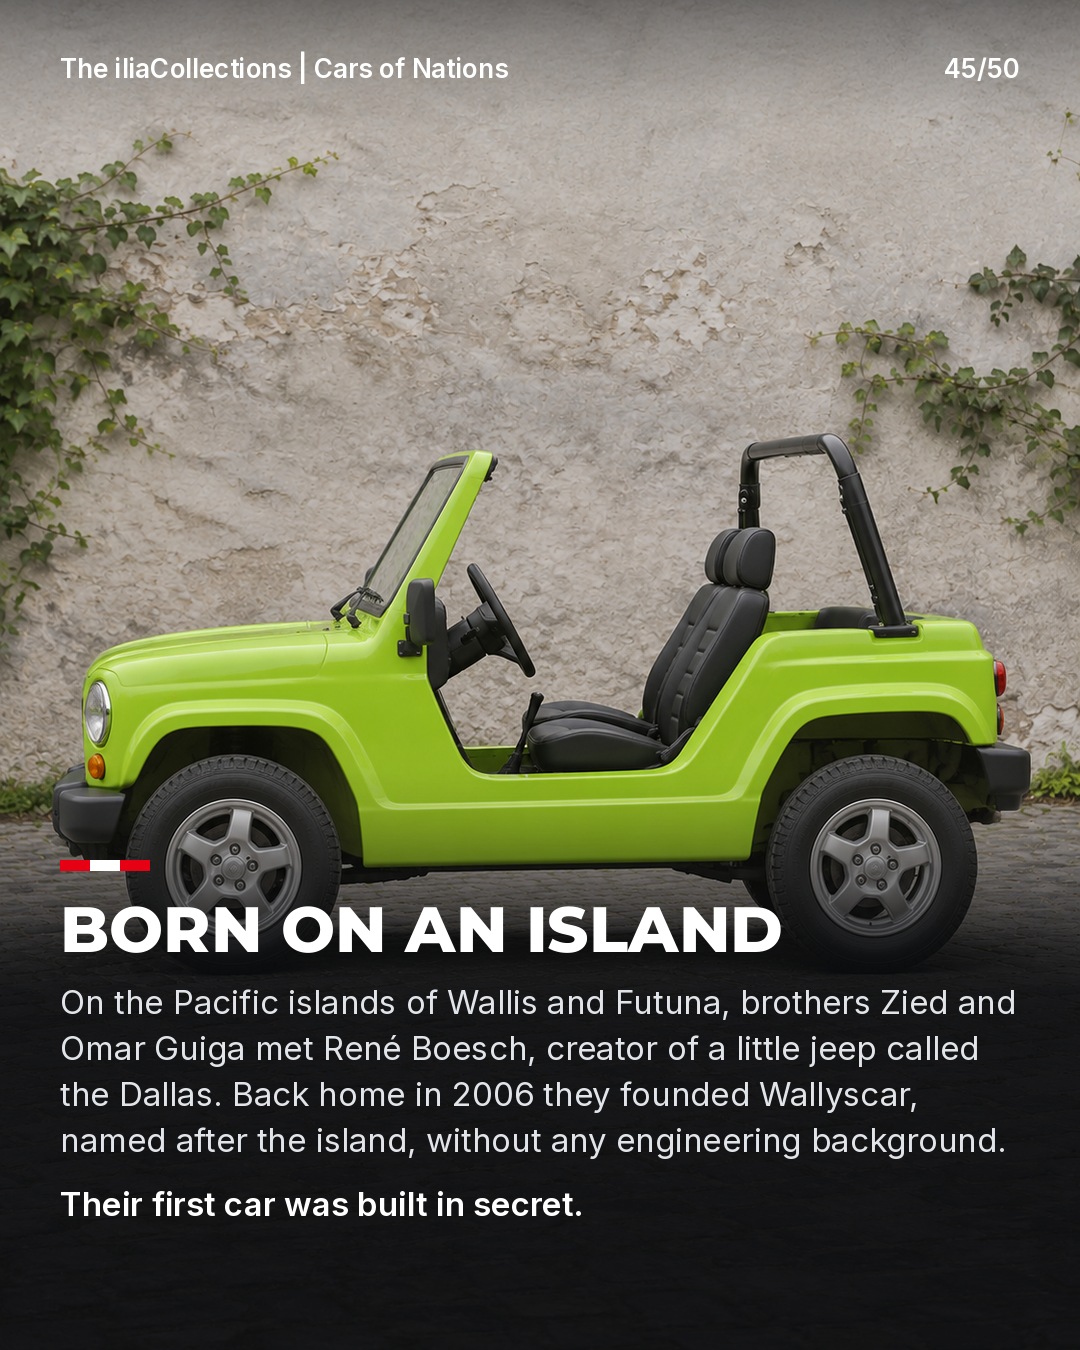 The iliaCollections | Cars of Nations
45/50
BORN ON AN ISLAND
On the Pacific islands of Wallis and Futuna, brothers Zied and
Omar Guiga met René Boesch, creator of a little jeep called
the Dallas. Back home in 2006 they founded Wallyscar,
named after the island, without any engineering background.
Their first car was built in secret.